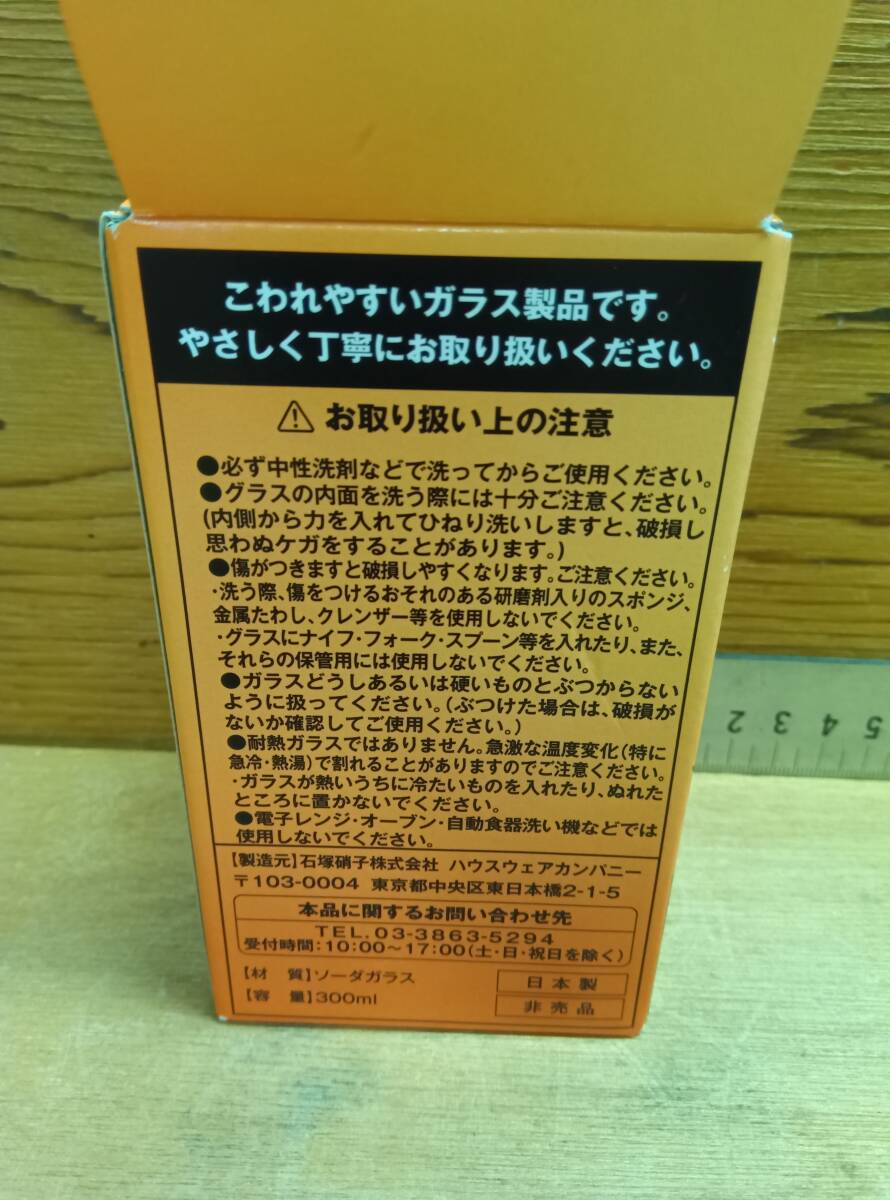 こわれやすいガラス製品です。
やさしく丁寧にお取り扱いください。
⚠お取り扱い上の注意
●必ず中性洗剤などで洗ってからご使用ください。
●グラスの内面を洗う際には十分ご注意ください。
(内側から力を入れてひねり洗いしますと、破損し
思わぬケガをすることがあります。)
●傷がつきますと破損しやすくなります。ご注意ください。
・洗う際、傷をつけるおそれのある研磨剤入りのスポンジ、
金属たわし、クレンザー等を使用しないでください。
・グラスにナイフ・フォーク・スプーン等を入れたり、また、
それらの保管用には使用しないでください。
●ガラスどうしあるいは硬いものとぶつからない
ように扱ってください。(ぶつけた場合は、破損が
ないか確認してご使用ください。)
●耐熱ガラスではありません。急激な温度変化(特に
急冷・熱湯)で割れることがありますのでご注意ください。
・ガラスが熱いうちに冷たいものを入れたり、ぬれた
ところに置かないでください。
●電子レンジ・オーブン・自動食器洗い機などでは
使用しないでください。
【製造元】石塚硝子株式会社 ハウスウェアカンパニー
〒103-0004 東京都中央区東日本橋2-1-5
本品に関するお問い合わせ先
TEL.03-3863-5294
受付時間:10:00〜17:00(土・日・祝日を除く)
【材 質】ソーダガラス
【容 量】300ml
日本製
非売品
2 3 4 5